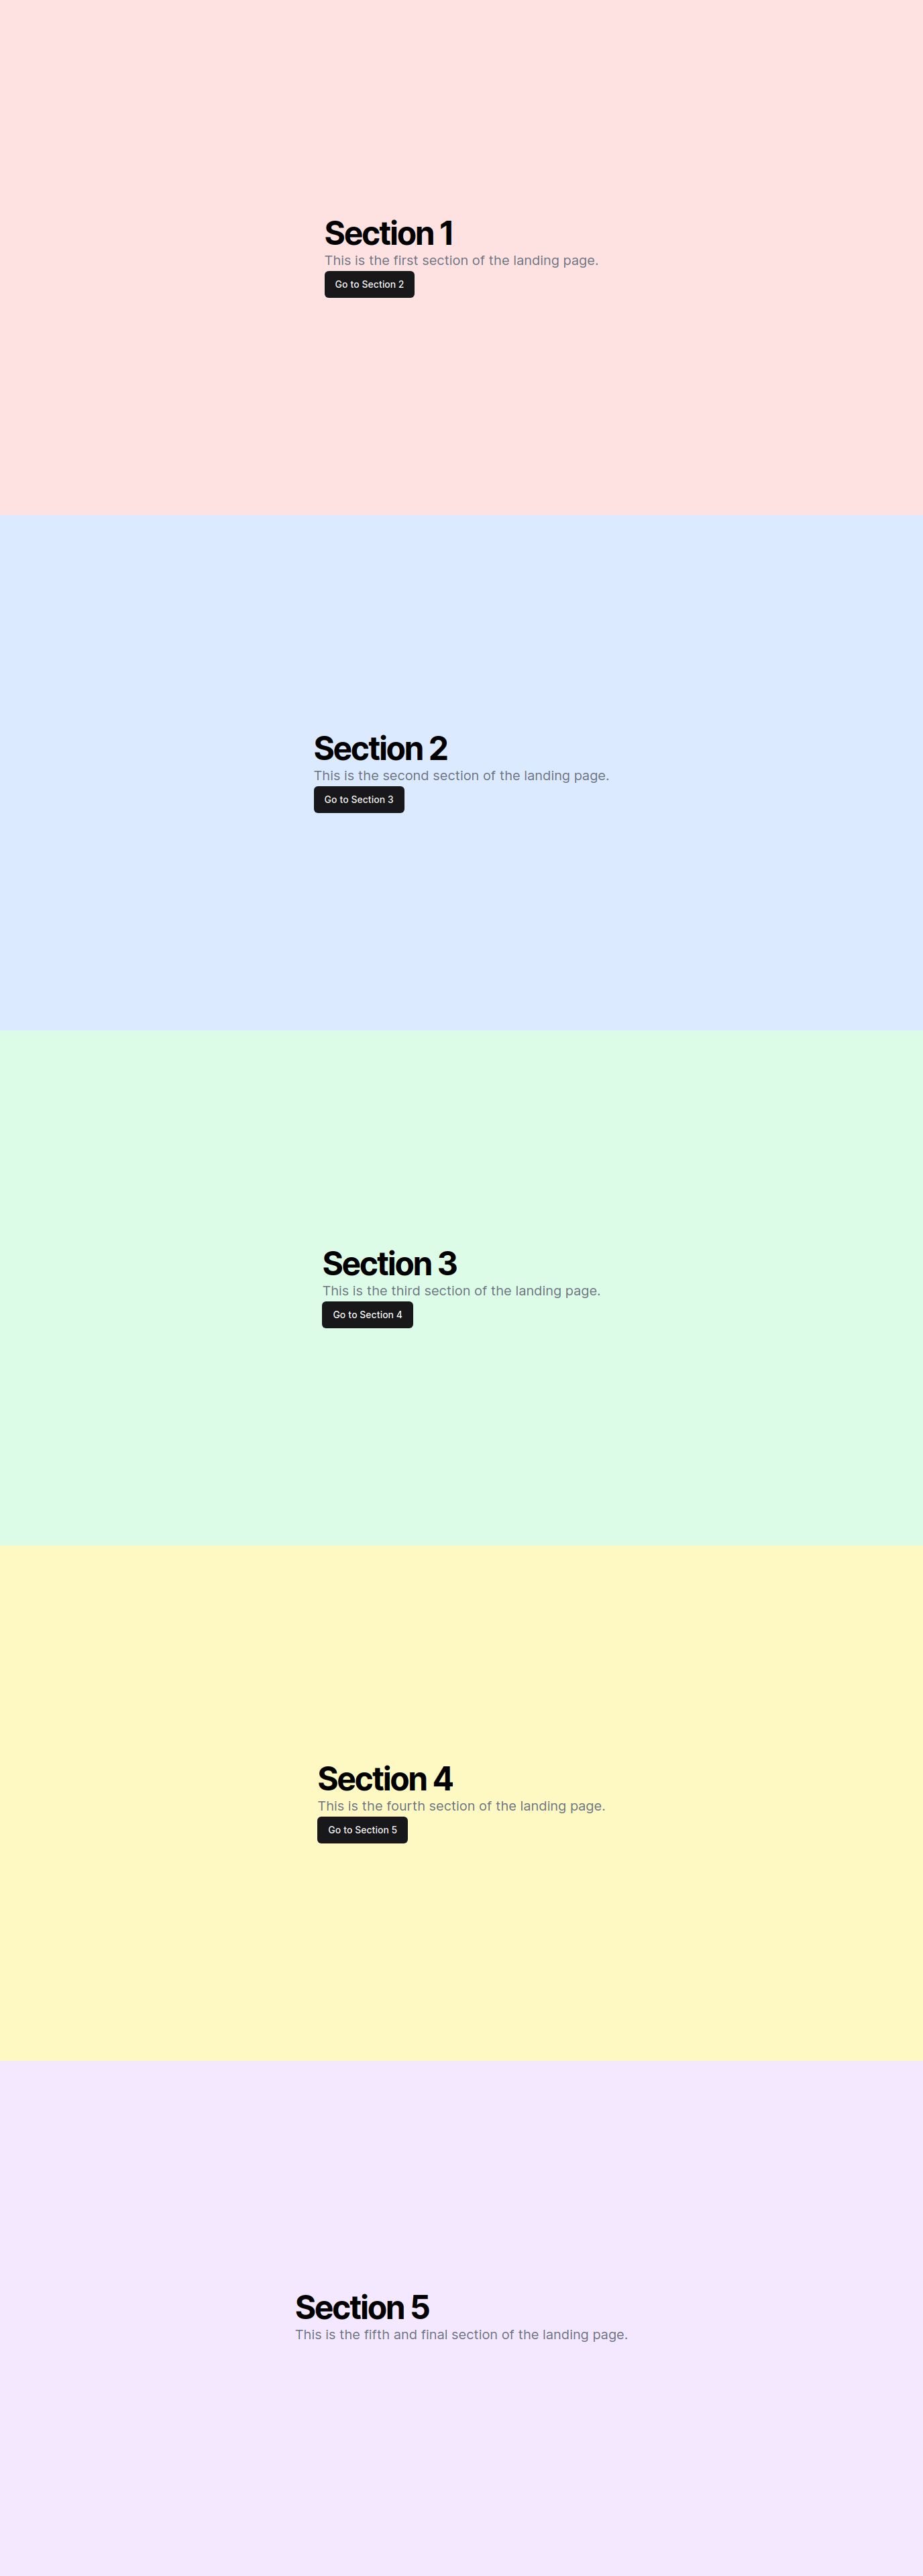 Section 1
This is the first section of the landing page.
Go to Section 2
Section 2
This is the second section of the landing page.
Go to Section 3
Section 3
This is the third section of the landing page.
Go to Section 4
Section 4
This is the fourth section of the landing page.
Go to Section 5
Section 5
This is the fifth and final section of the landing page.